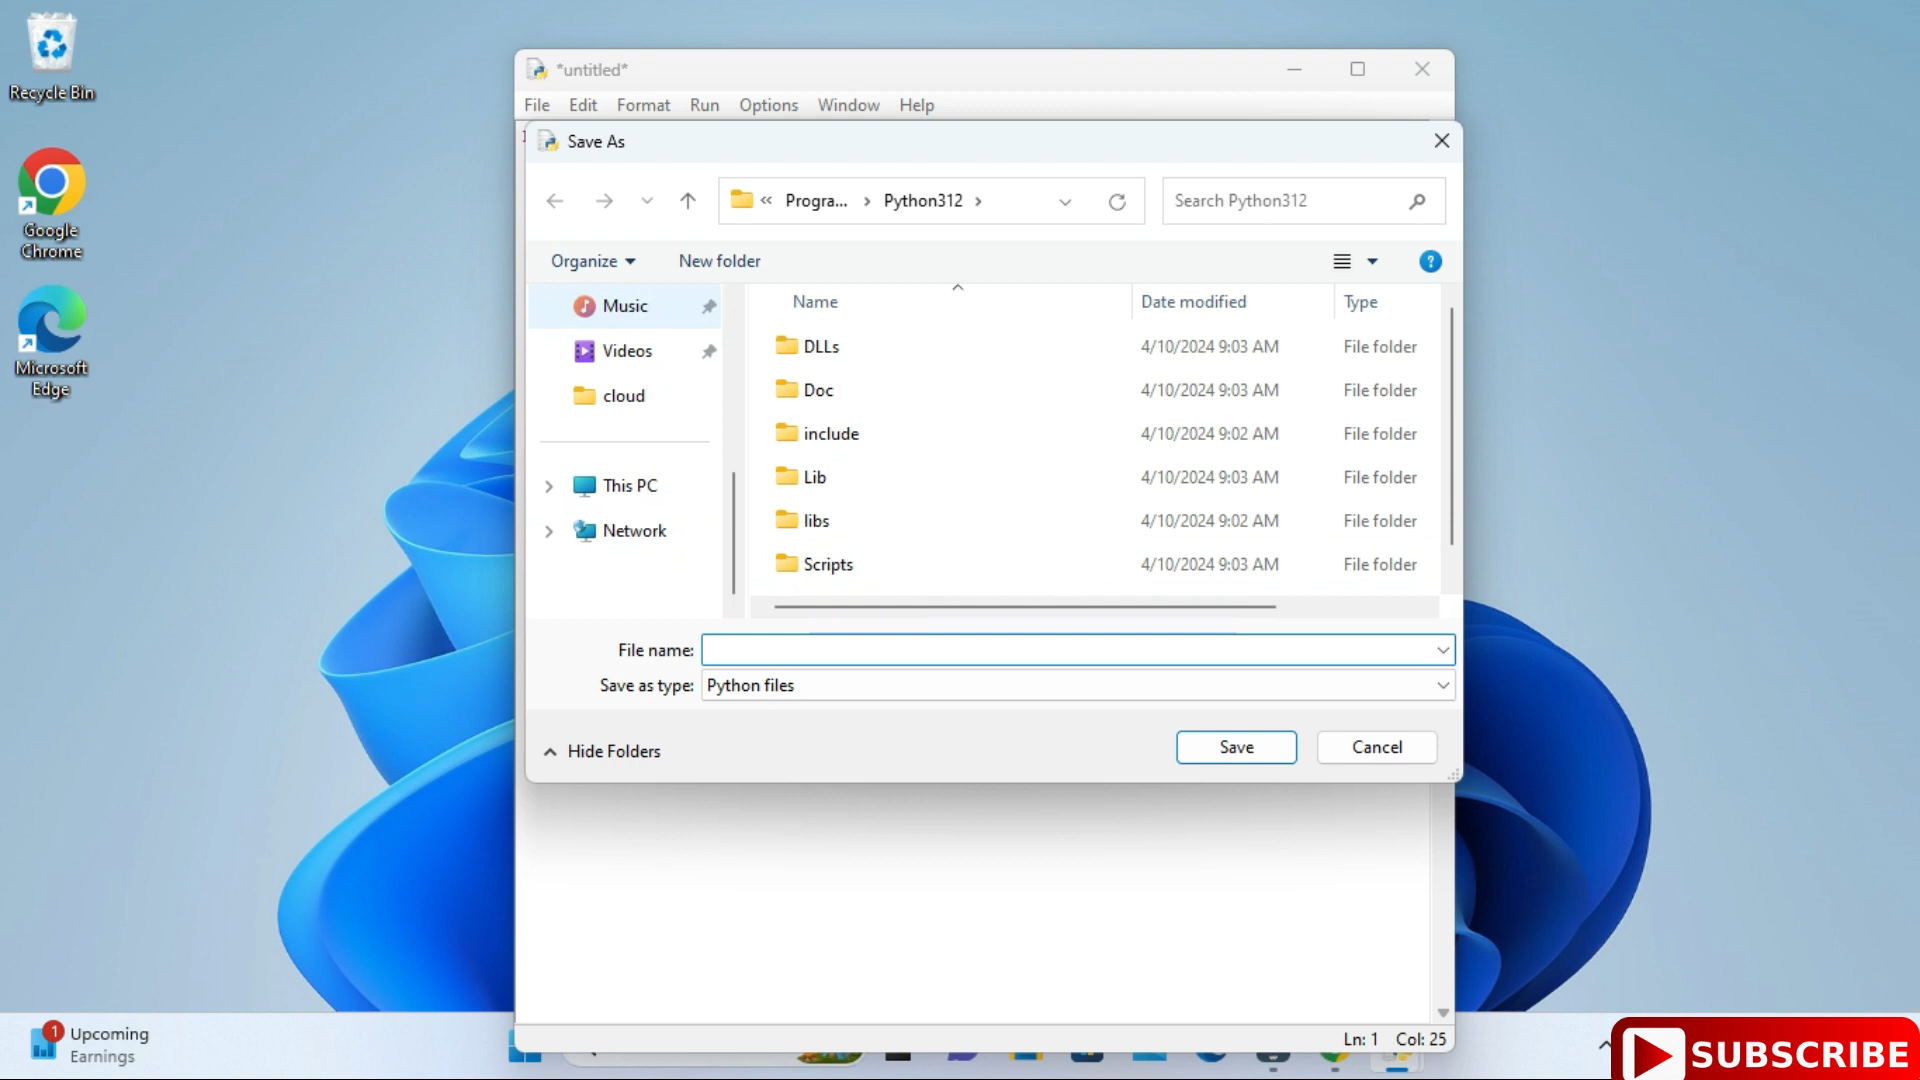 Recycle Bin
Google
Chrome
Microsoft
Edge
*untitled*
File Edit Format Run Options Window Help
Save As
« Progra... › Python312 ›
Search Python312
Organize
New folder
?
Name Date modified Type
Music
Videos
cloud
This PC
Network
DLLs 4/10/2024 9:03 AM File folder
Doc 4/10/2024 9:03 AM File folder
include 4/10/2024 9:02 AM File folder
Lib 4/10/2024 9:03 AM File folder
libs 4/10/2024 9:02 AM File folder
Scripts 4/10/2024 9:03 AM File folder
File name:
Save as type: Python files
Hide Folders
Save
Cancel
Ln: 1 Col: 25
1
Upcoming
Earnings
SUBSCRIBE